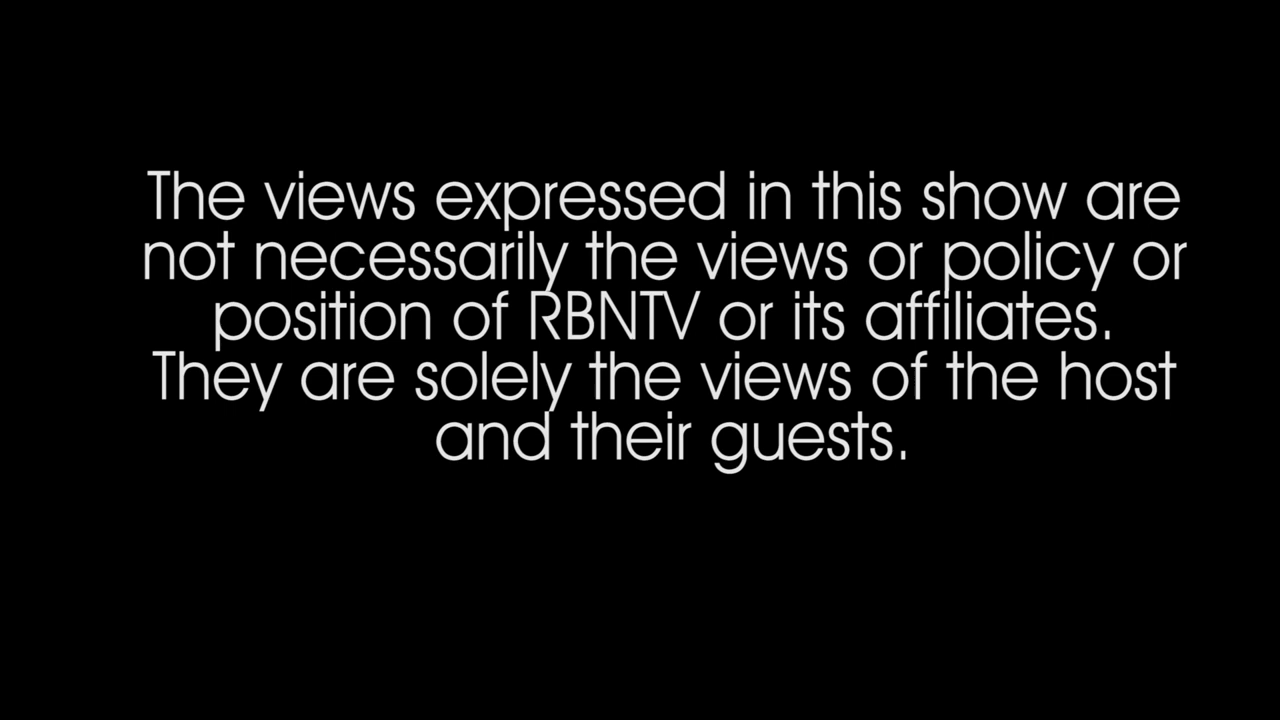 The views expressed in this show are
not necessarily the views or policy or
position of RBNTV or its affiliates.
They are solely the views of the host
and their guests.